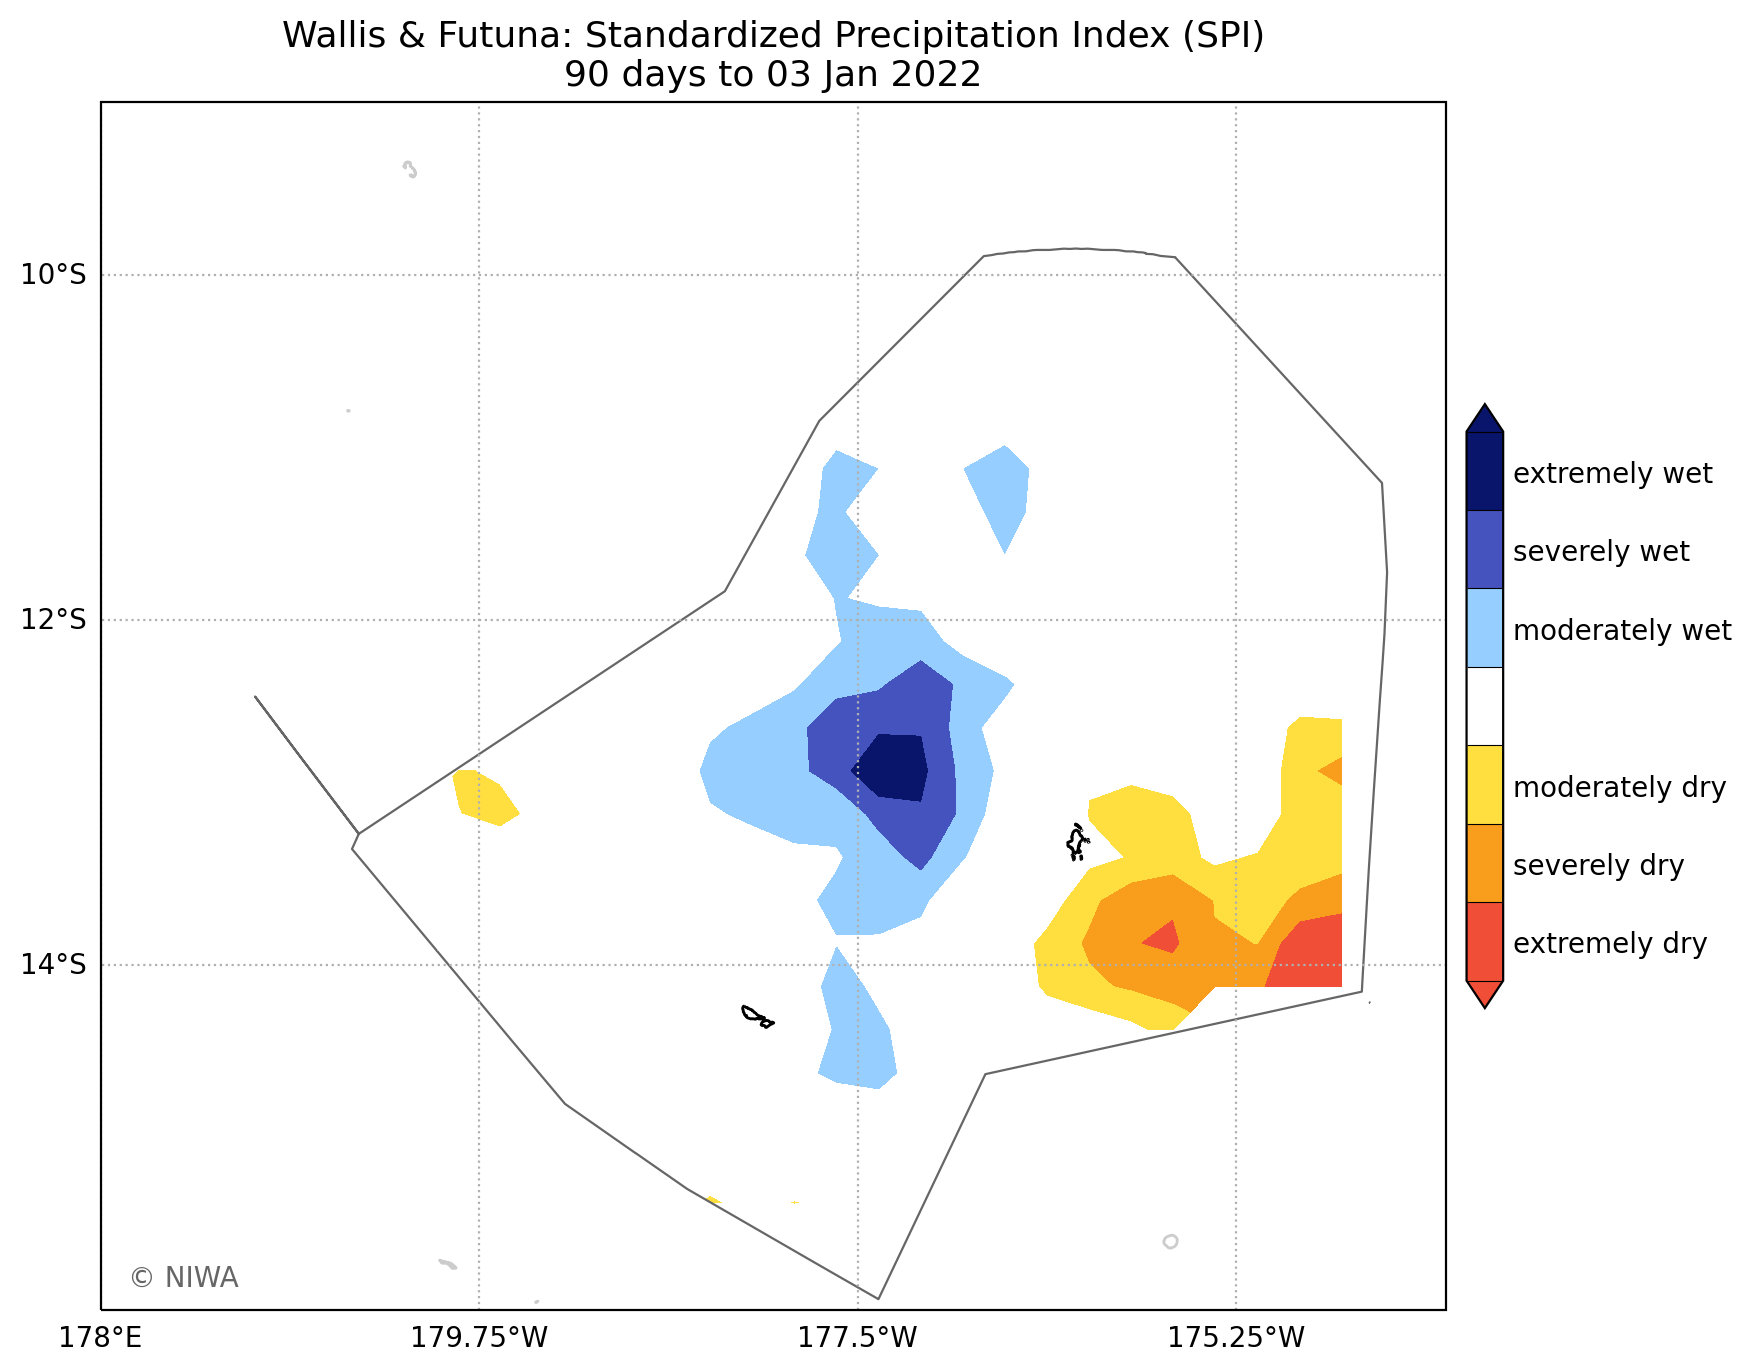 Wallis & Futuna: Standardized Precipitation Index (SPI)
90 days to 03 Jan 2022
10°S
12°S
14°S
178°E
179.75°W
177.5°W
175.25°W
© NIWA
extremely wet
severely wet
moderately wet
moderately dry
severely dry
extremely dry